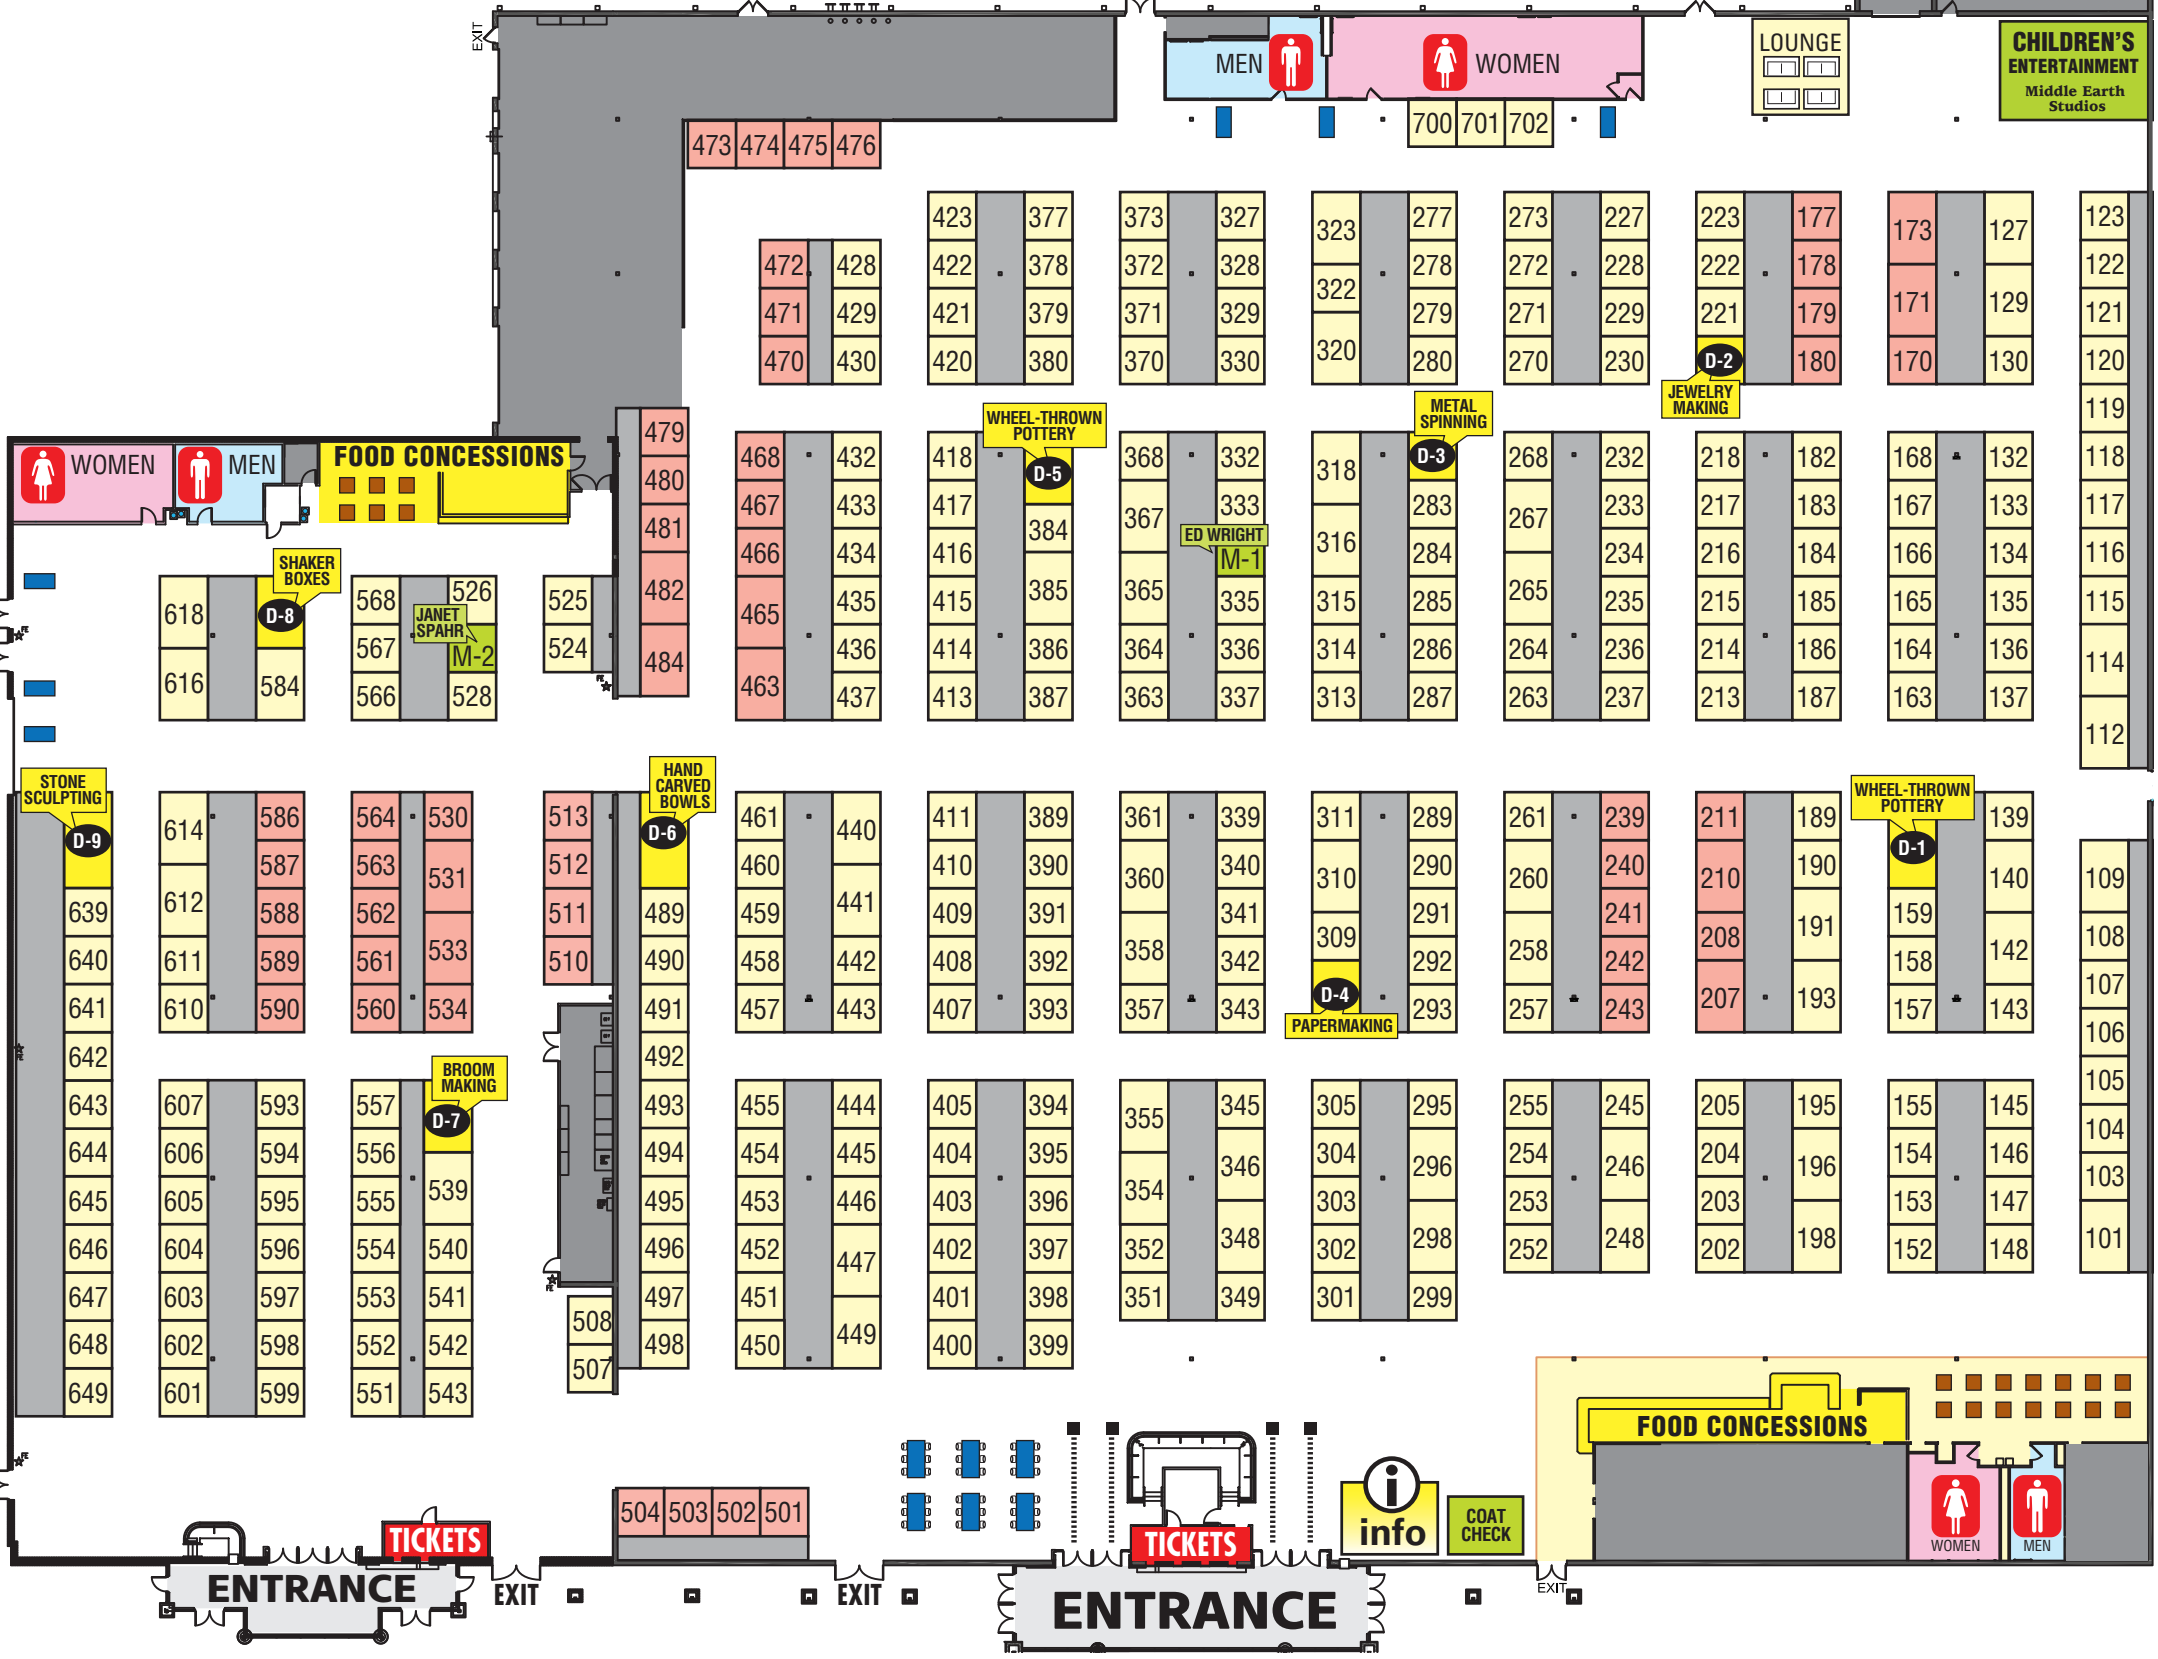 EXIT
MEN
WOMEN
LOUNGE
CHILDREN'S
ENTERTAINMENT
Middle Earth
Studios
700 701 702
473 474 475 476
423 377 373 327 323 277 273 227 223 177 173 127 123
472 428 422 378 372 328 322 278 272 228 222 178 122
471 429 421 379 371 329 279 271 229 221 179 171 129 121
470 430 420 380 370 330 320 280 270 230 D-2 180 170 130 120
JEWELRY
MAKING
WHEEL-THROWN
POTTERY
METAL
SPINNING
119
479
WOMEN
MEN
FOOD CONCESSIONS
468 432 418 D-5 368 332 318 D-3 268 232 218 182 168 132 118
480 467 433 417 367 333 283 267 233 217 183 167 133 117
481 466 434 416 384 ED WRIGHT
M-1 316 284 234 216 184 166 134 116
SHAKER
BOXES
618 D-8 568 526 525 482 465 435 415 385 365 335 315 285 265 235 215 185 165 135 115
JANET
SPAHR
567 M-2 524 436 414 386 364 336 314 286 264 236 214 186 164 136 114
616 584 566 528 484 463 437 413 387 363 337 313 287 263 237 213 187 163 137
112
STONE
SCULPTING
HAND
CARVED
BOWLS
WHEEL-THROWN
POTTERY
D-9 614 586 564 530 513 D-6 461 440 411 389 361 339 311 289 261 239 211 189 D-1 139
587 563 531 512 460 410 390 360 340 310 290 260 240 210 190 140 109
639 612 588 562 511 489 459 441 409 391 341 309 291 241 208 191 159 108
640 611 589 561 533 510 490 458 442 408 392 358 342 292 258 242 158 142 107
641 610 590 560 534 491 457 443 407 393 357 343 D-4 293 257 243 207 193 157 143
PAPERMAKING
642 492 106
BROOM
MAKING
643 607 593 557 D-7 493 455 444 405 394 355 345 305 295 255 245 205 195 155 145 105
644 606 594 556 494 454 445 404 395 346 304 296 254 246 204 196 154 146 104
645 605 595 555 539 495 453 446 403 396 354 303 253 203 153 147 103
646 604 596 554 540 496 452 447 402 397 352 348 302 298 252 248 202 198 152 148 101
647 603 597 553 541 497 451 401 398 351 349 301 299
648 602 598 552 542 508 498 450 449 400 399
649 601 599 551 543 507
FOOD CONCESSIONS
504 503 502 501
TICKETS
ENTRANCE
EXIT
EXIT
TICKETS
ENTRANCE
i
info
COAT
CHECK
EXIT
WOMEN
MEN